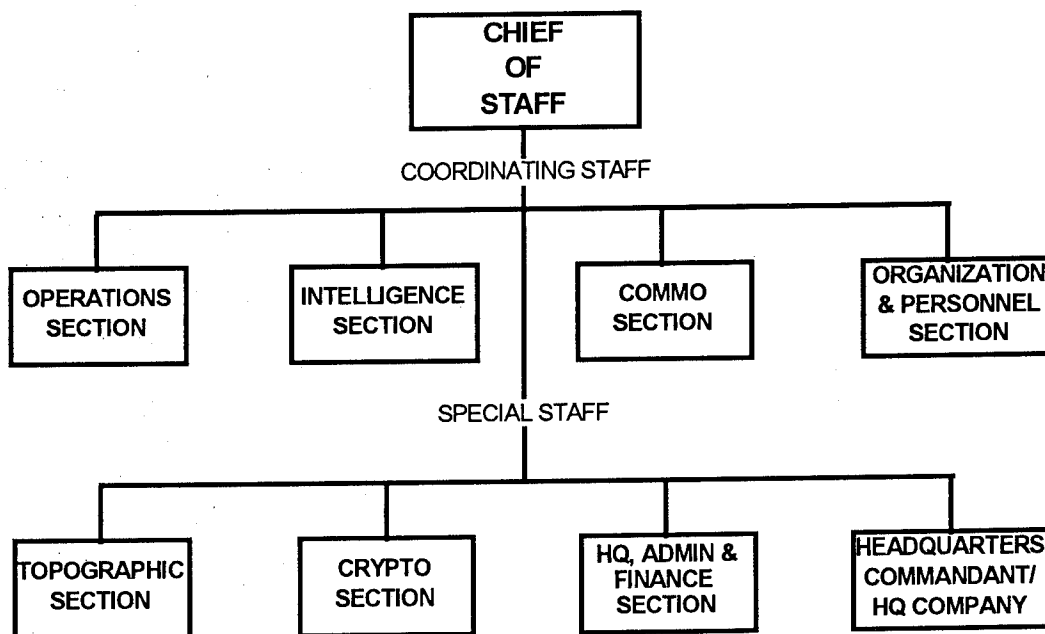 CHIEF
OF
STAFF
COORDINATING STAFF
OPERATIONS
SECTION
INTELLIGENCE
SECTION
COMMO
SECTION
ORGANIZATION
& PERSONNEL
SECTION
SPECIAL STAFF
TOPOGRAPHIC
SECTION
CRYPTO
SECTION
HQ, ADMIN &
FINANCE
SECTION
HEADQUARTERS
COMMANDANT/
HQ COMPANY